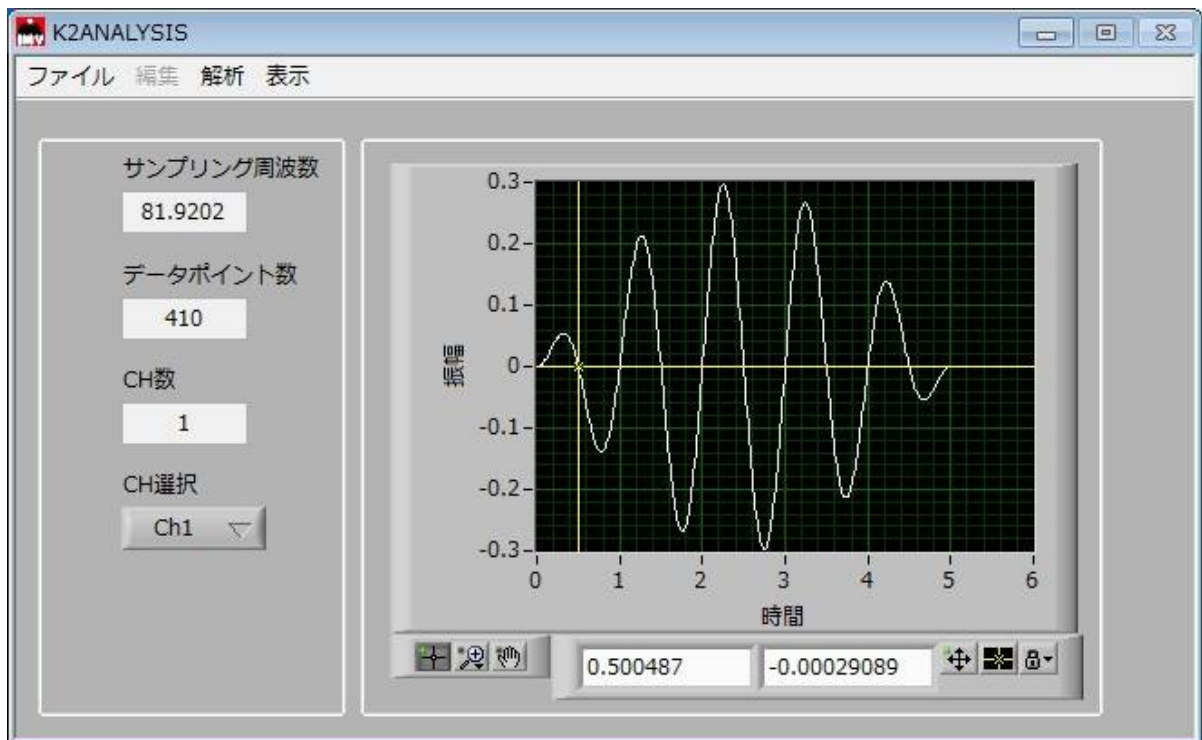 K2ANALYSIS
ファイル 編集 解析 表示
サンプリング周波数
81.9202
データポイント数
410
CH数
1
CH選択
Ch1
振幅
0.3
0.2
0.1
0
-0.1
-0.2
-0.3
0 1 2 3 4 5 6
時間
0.500487 -0.00029089